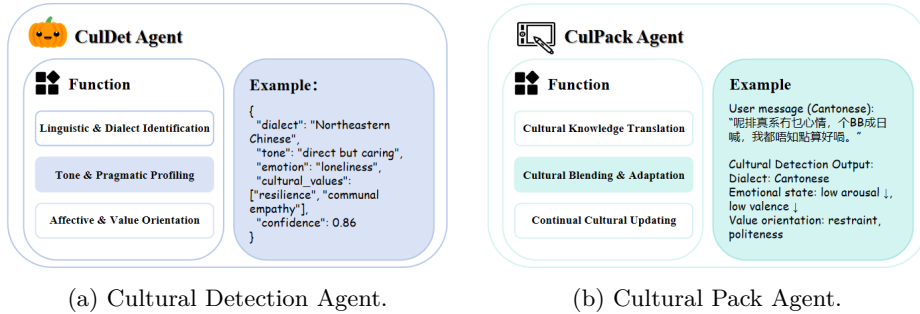 CulDet Agent
Function
Linguistic & Dialect Identification
Tone & Pragmatic Profiling
Affective & Value Orientation
Example:
{
"dialect": "Northeastern
Chinese",
"tone": "direct but caring",
"emotion": "loneliness",
"cultural_values":
["resilience", "communal
empathy"],
"confidence": 0.86
}
(a) Cultural Detection Agent.
CulPack Agent
Function
Cultural Knowledge Translation
Cultural Blending & Adaptation
Continual Cultural Updating
Example
User message (Cantonese):
“呢排真系冇乜心情，个BB成日
喊，我都唔知點算好喎。”
Cultural Detection Output:
Dialect: Cantonese
Emotional state: low arousal ↓,
low valence ↓
Value orientation: restraint,
politeness
(b) Cultural Pack Agent.